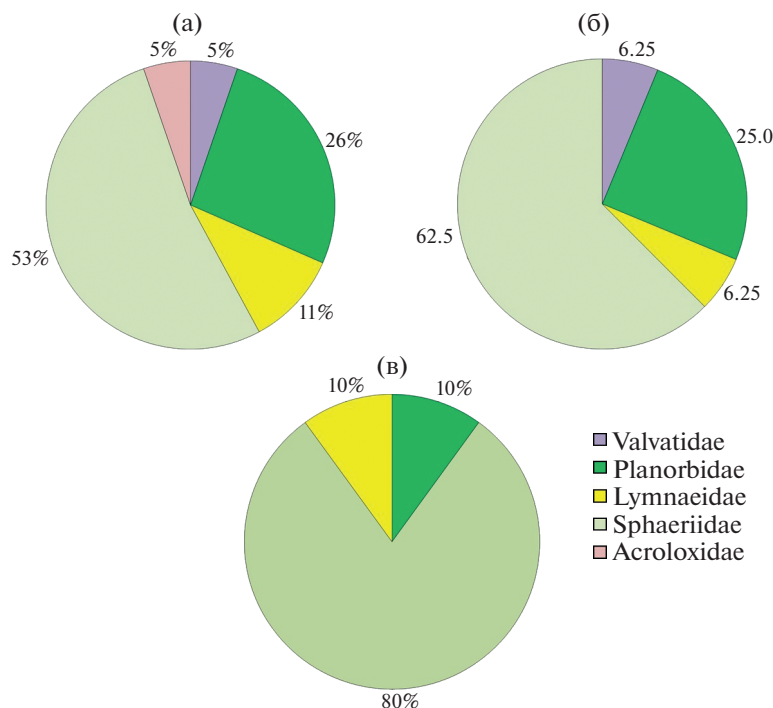 (а)
5%
5%
26%
53%
11%
(б)
6.25
25.0
62.5
6.25
(в)
10%
10%
80%
Valvatidae
Planorbidae
Lymnaeidae
Sphaeriidae
Acroloxidae